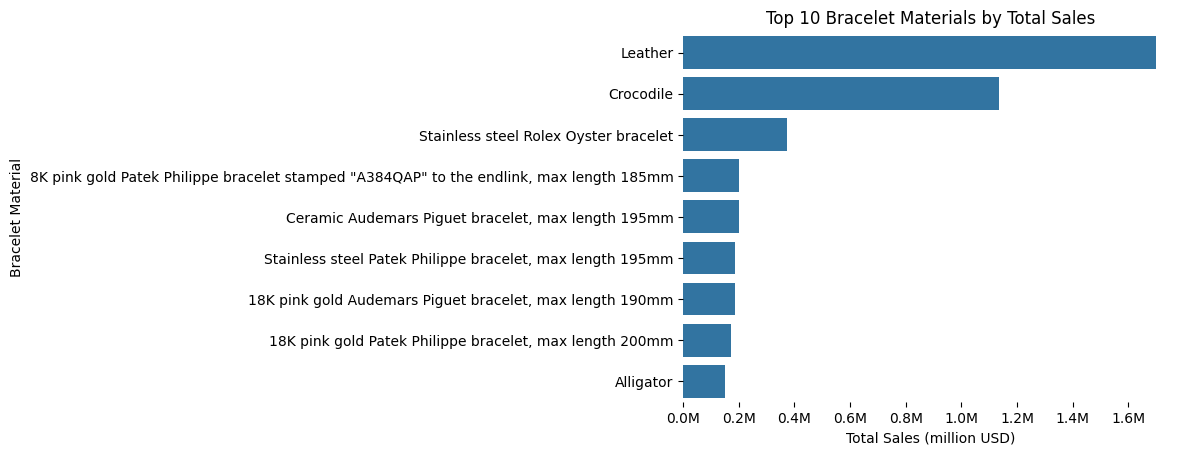 Top 10 Bracelet Materials by Total Sales
Bracelet Material
Leather
Crocodile
Stainless steel Rolex Oyster bracelet
8K pink gold Patek Philippe bracelet stamped "A384QAP" to the endlink, max length 185mm
Ceramic Audemars Piguet bracelet, max length 195mm
Stainless steel Patek Philippe bracelet, max length 195mm
18K pink gold Audemars Piguet bracelet, max length 190mm
18K pink gold Patek Philippe bracelet, max length 200mm
Alligator
0.0M 0.2M 0.4M 0.6M 0.8M 1.0M 1.2M 1.4M 1.6M
Total Sales (million USD)